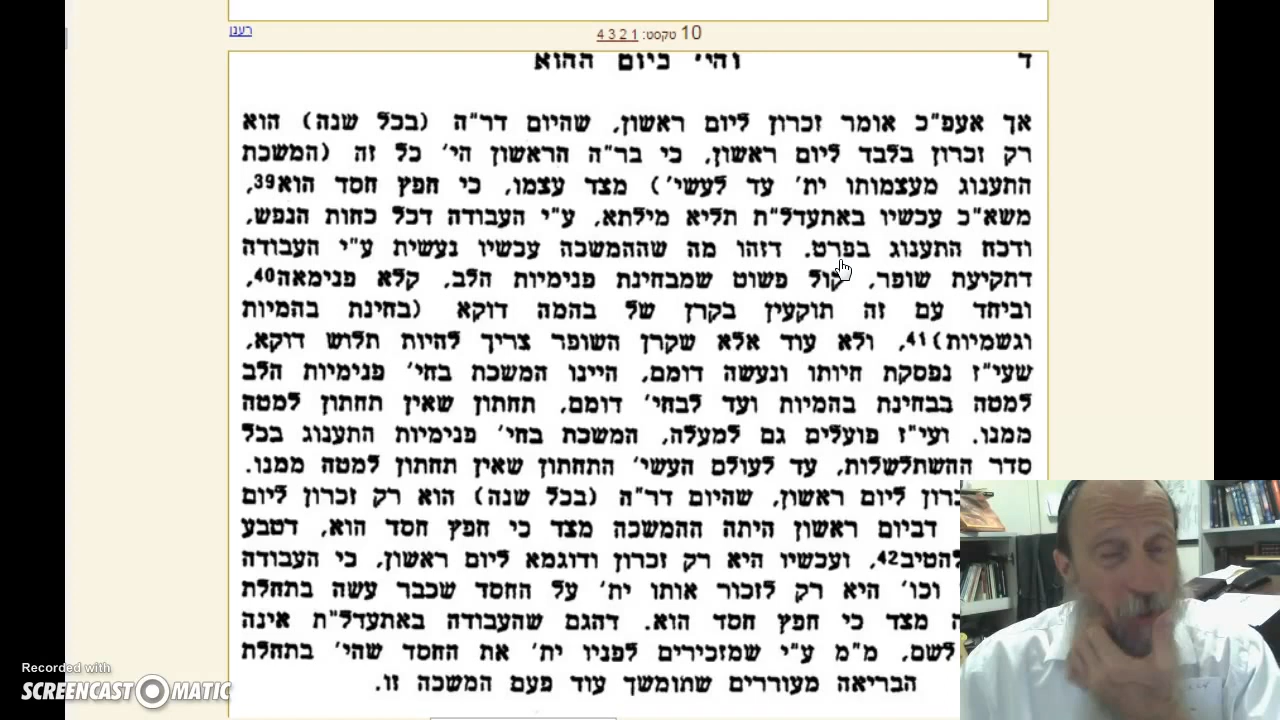 רענן
10 טקסט: 1 2 3 4
ד והי' ביום ההוא
אך אעפ"כ אומר זכרון ליום ראשון, שהיום דר"ה (בכל שנה) הוא
רק זכרון בלבד ליום ראשון, כי בר"ה הראשון הי' כל זה (המשכת
התענוג מעצמותו ית' עד לעשי') מצד עצמו, כי חפץ חסד הוא39,
משא"כ עכשיו באתעדל"ת תליא מילתא, ע"י העבודה דכל כחות הנפש,
ודכח התענוג בפרט. דזהו מה שההמשכה עכשיו נעשית ע"י העבודה
דתקיעת שופר, קול פשוט שמבחינת פנימיות הלב, קלא פנימאה40,
וביחד עם זה תוקעין בקרן של בהמה דוקא (בחינת בהמיות
וגשמיות)41, ולא עוד אלא שקרן השופר צריך להיות תלוש דוקא,
שעי"ז נפסקת חיותו ונעשה דומם, היינו המשכת בחי' פנימיות הלב
למטה בבחינת בהמיות ועד לבחי' דומם, תחתון שאין תחתון למטה
ממנו. ועי"ז פועלים גם למעלה, המשכת בחי' פנימיות התענוג בכל
סדר ההשתלשלות, עד לעולם העשי' התחתון שאין תחתון למטה ממנו.
כרון ליום ראשון, שהיום דר"ה (בכל שנה) הוא רק זכרון ליום
דביום ראשון היתה ההמשכה מצד כי חפץ חסד הוא, דטבע
להטיב42, ועכשיו היא רק זכרון ודוגמא ליום ראשון, כי העבודה
וכו' היא רק לזכור אותו ית' על החסד שכבר עשה בתחלת
ה מצד כי חפץ חסד הוא. דהגם שהעבודה באתעדל"ת אינה
לשם, מ"מ ע"י שמזכירים לפניו ית' את החסד שהי' בתחלת
הבריאה מעוררים שתומשך עוד פעם המשכה זו.
Recorded with
SCREENCAST-O-MATIC